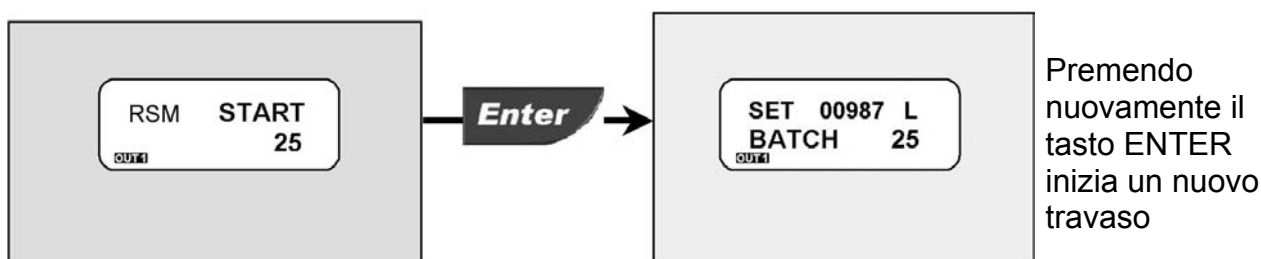 RSM START
25
OUT1
Enter
SET 00987 L
BATCH 25
OUT1
Premendo
nuovamente il
tasto ENTER
inizia un nuovo
travaso